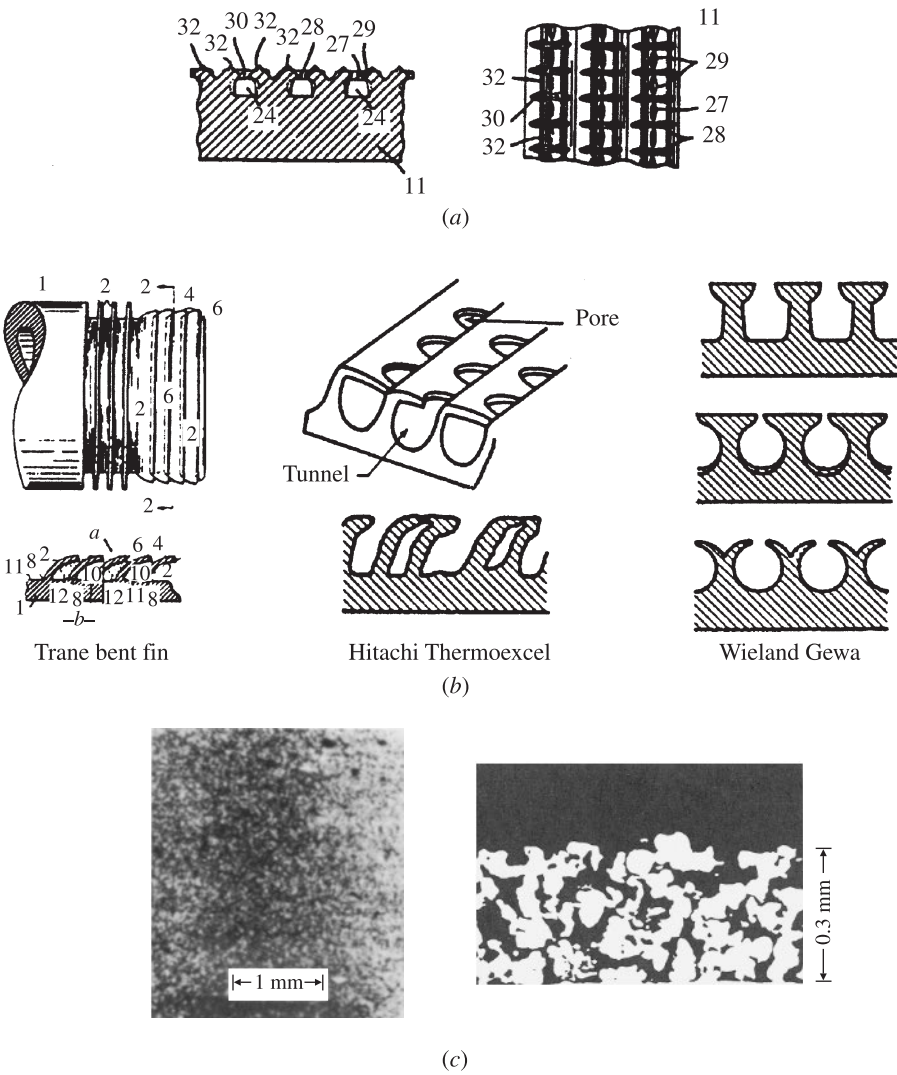 32 30 32 28 27 29
32 32
24 24
11
11
29
32
27
30
28
32
(a)
1 2 2 4 6
2 6
2
2
a 6 4
11 8 2
10 10 2
12 8 12 11 8
1
b
Trane bent fin
Pore
Tunnel
Hitachi Thermoexcel
Wieland Gewa
(b)
1 mm
0.3 mm
(c)